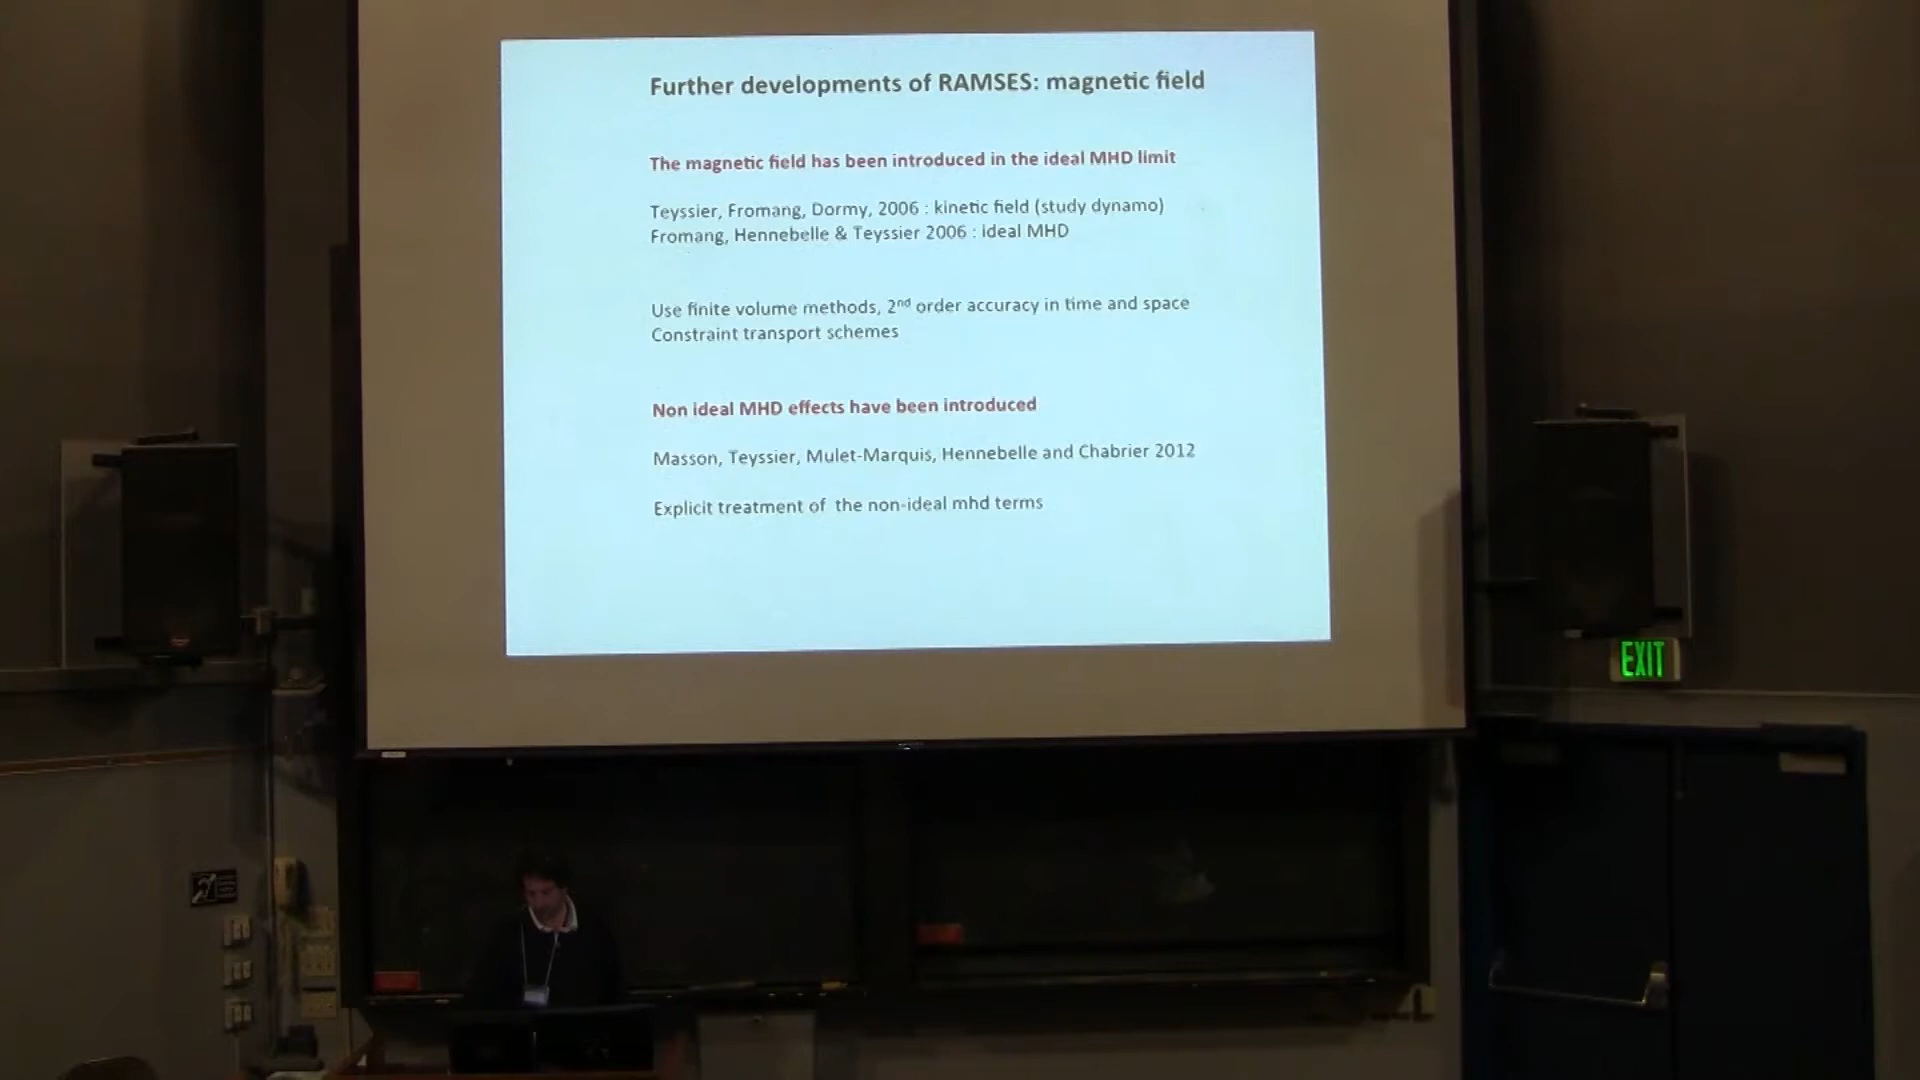 Further developments of RAMSES: magnetic field
The magnetic field has been introduced in the ideal MHD limit
Teyssier, Fromang, Dormy, 2006 : kinetic field (study dynamo)
Fromang, Hennebelle & Teyssier 2006 : ideal MHD
Use finite volume methods, 2nd order accuracy in time and space
Constraint transport schemes
Non ideal MHD effects have been introduced
Masson, Teyssier, Mulet-Marquis, Hennebelle and Chabrier 2012
Explicit treatment of the non-ideal mhd terms
EXIT